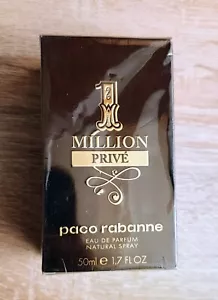 1
MILLION
PRIVÉ
paco rabanne
EAU DE PARFUM
NATURAL SPRAY
50ml e 1.7 FL.OZ